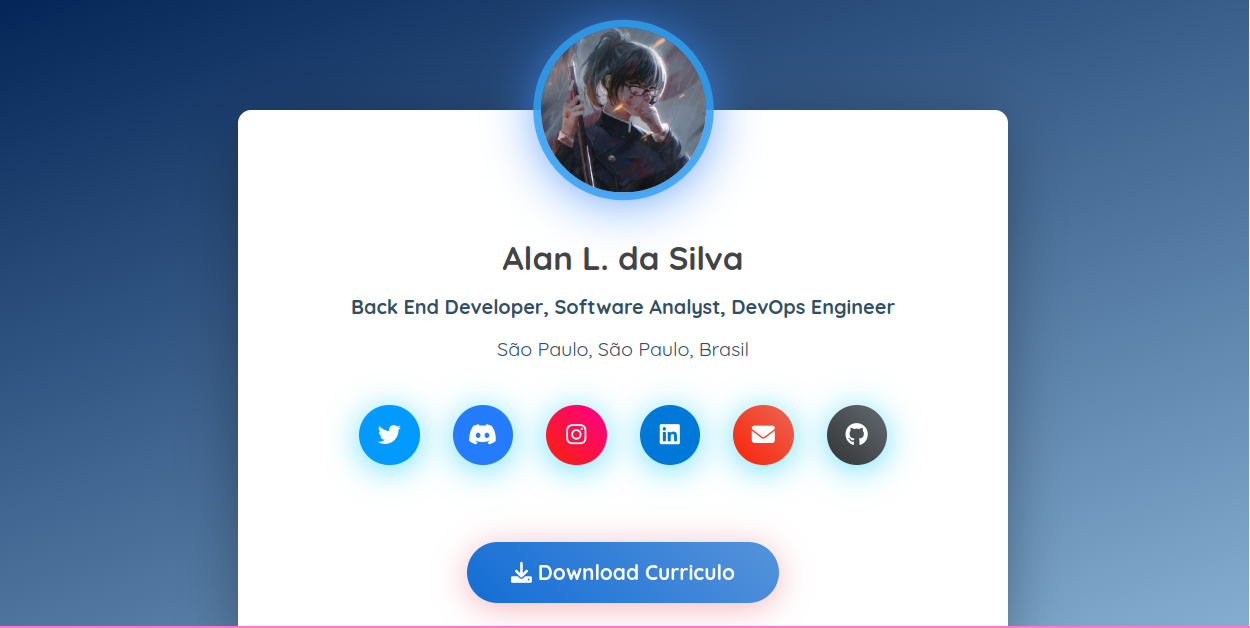 Alan L. da Silva
Back End Developer, Software Analyst, DevOps Engineer
São Paulo, São Paulo, Brasil
Download Curriculo